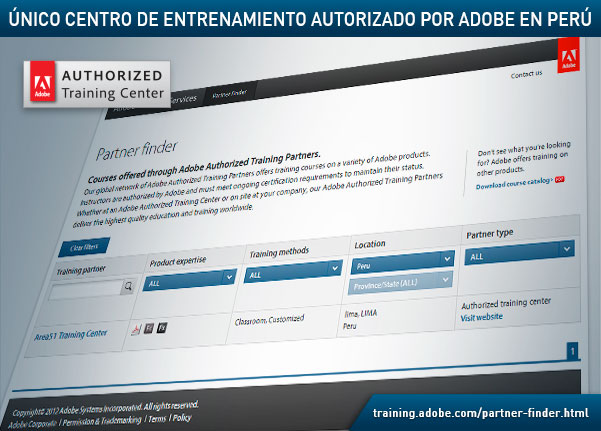 ÚNICO CENTRO DE ENTRENAMIENTO AUTORIZADO POR ADOBE EN PERÚ
Adobe
AUTHORIZED
Training Center
Services
Partner finder
Contact us
Adobe
Partner finder
Courses offered through Adobe Authorized Training Partners.
Our global network of Adobe Authorized Training Partners offers training courses on a variety of Adobe products.
Instructors are authorized by Adobe and must meet ongoing certification requirements to maintain their status.
Whether at an Adobe Authorized Training Center or on site at your company, our Adobe Authorized Training Partners
deliver the highest quality education and training worldwide.
Don't see what you're looking
for? Adobe offers training on
other products.
Download course catalog>
Clear filters
Training partner
Product expertise
Training methods
Location
Partner type
ALL
ALL
Peru
ALL
Province/State (ALL)
Area51 Training Center
Classroom, Customized
lima, LIMA
Peru
Authorized training center
Visit website
1
Copyright© 2012 Adobe Systems Incorporated. All rights reserved.
Adobe Corporate | Permission & Trademarking | Terms | Policy
training.adobe.com/partner-finder.html